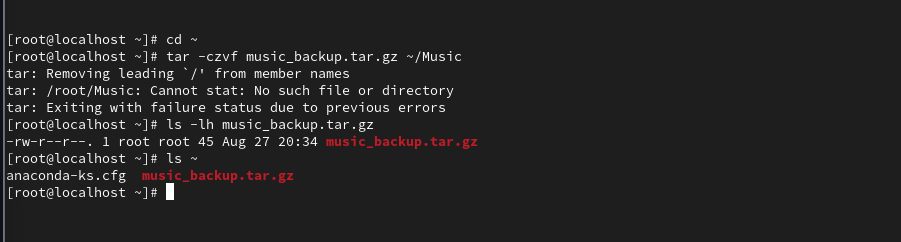 [root@localhost ~]# cd ~
[root@localhost ~]# tar -czvf music_backup.tar.gz ~/Music
tar: Removing leading `/' from member names
tar: /root/Music: Cannot stat: No such file or directory
tar: Exiting with failure status due to previous errors
[root@localhost ~]# ls -lh music_backup.tar.gz
-rw-r--r--. 1 root root 45 Aug 27 20:34 music_backup.tar.gz
[root@localhost ~]# ls ~
anaconda-ks.cfg  music_backup.tar.gz
[root@localhost ~]#